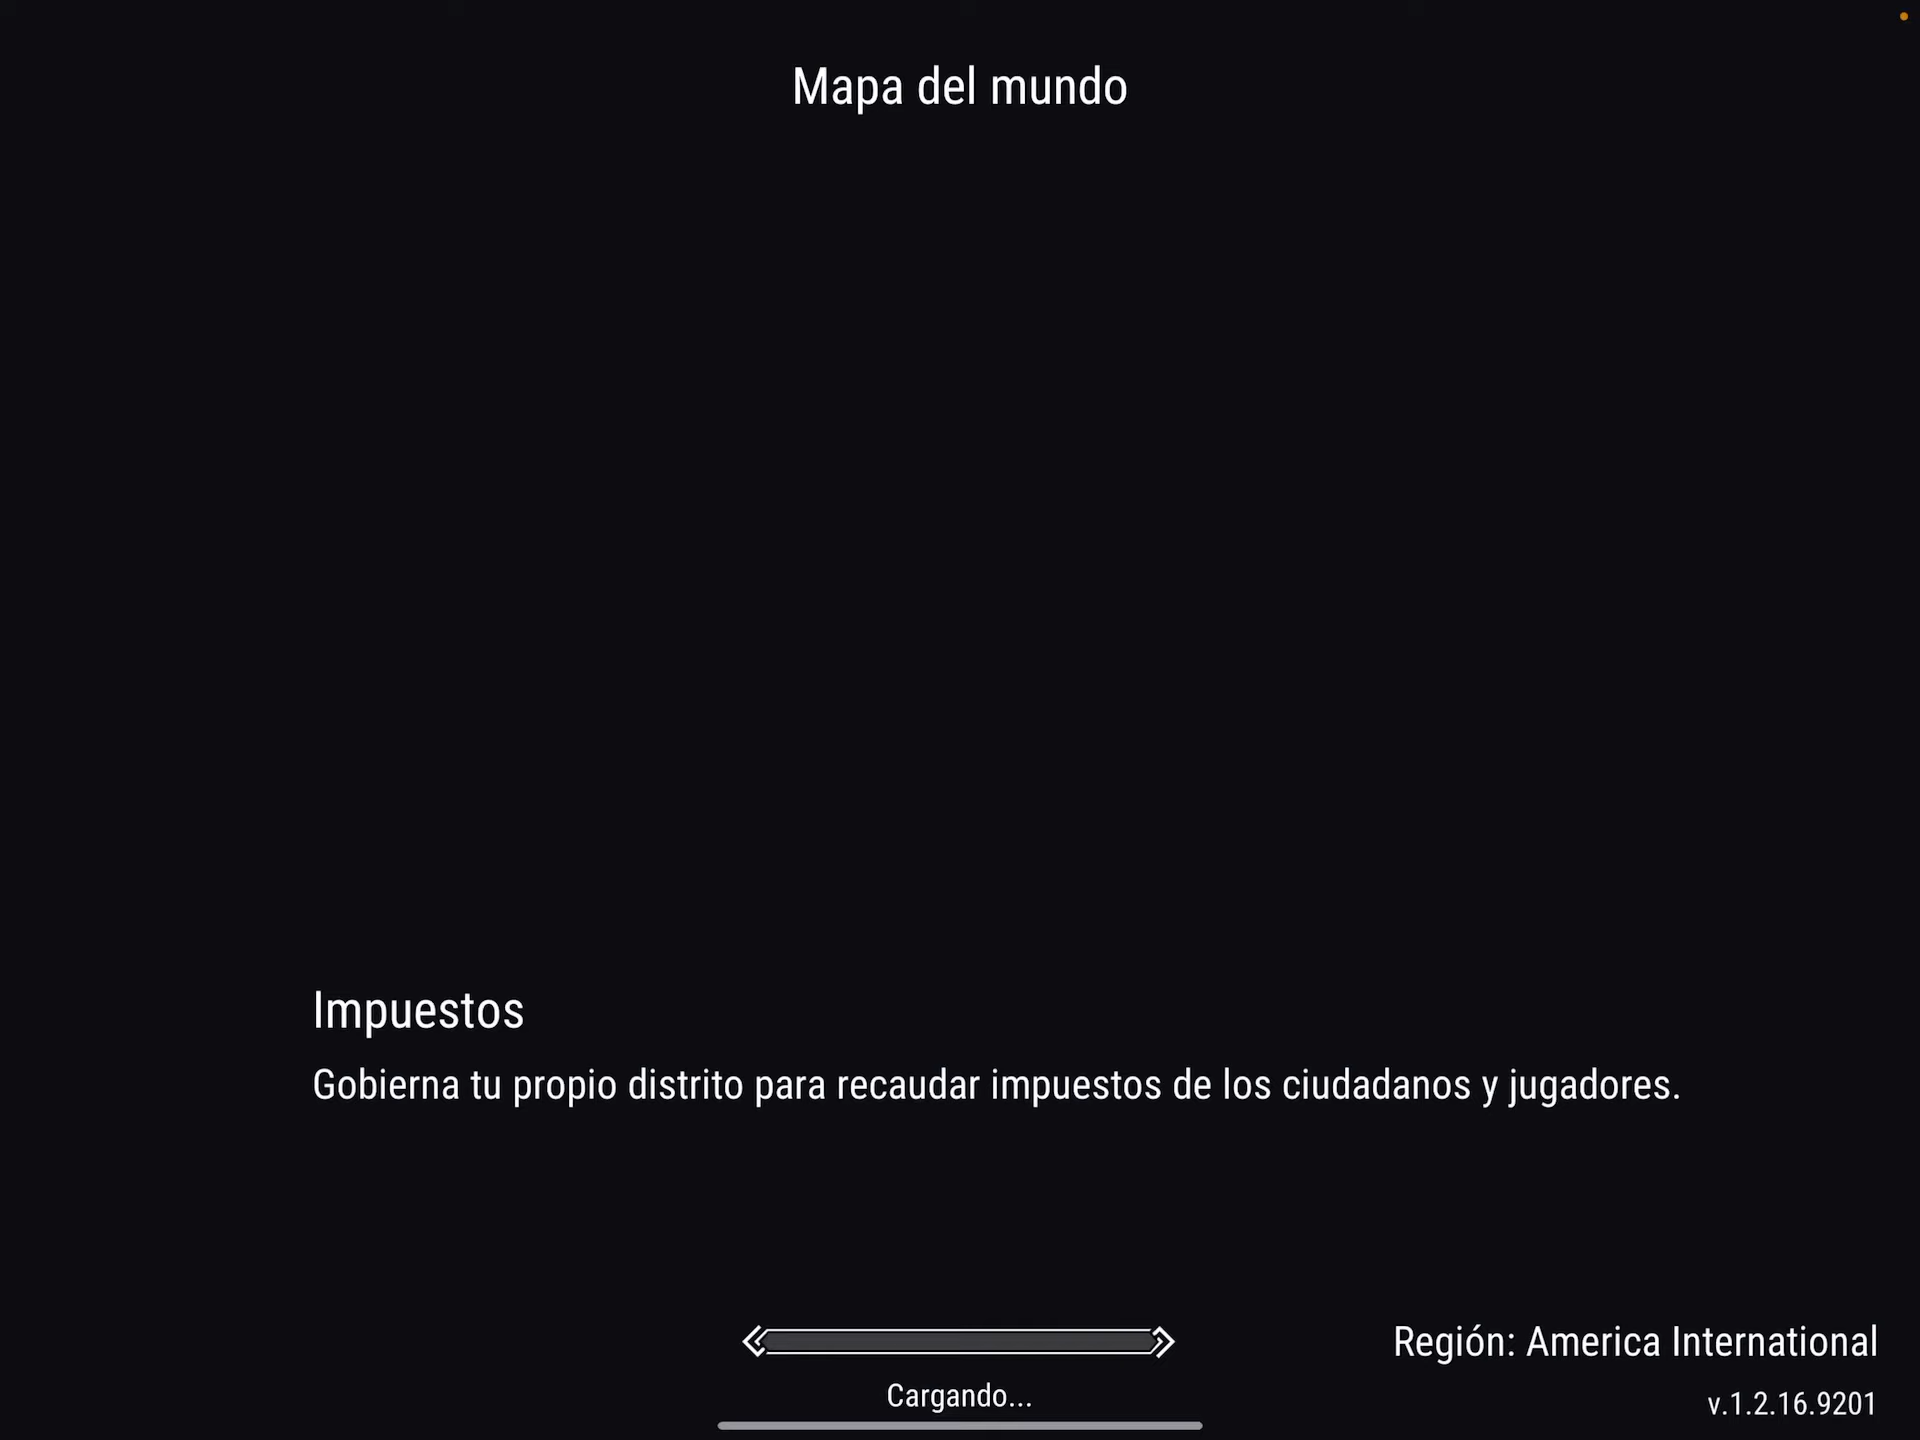 Mapa del mundo
Impuestos
Gobierna tu propio distrito para recaudar impuestos de los ciudadanos y jugadores.
Región: America International
Cargando...
v.1.2.16.9201